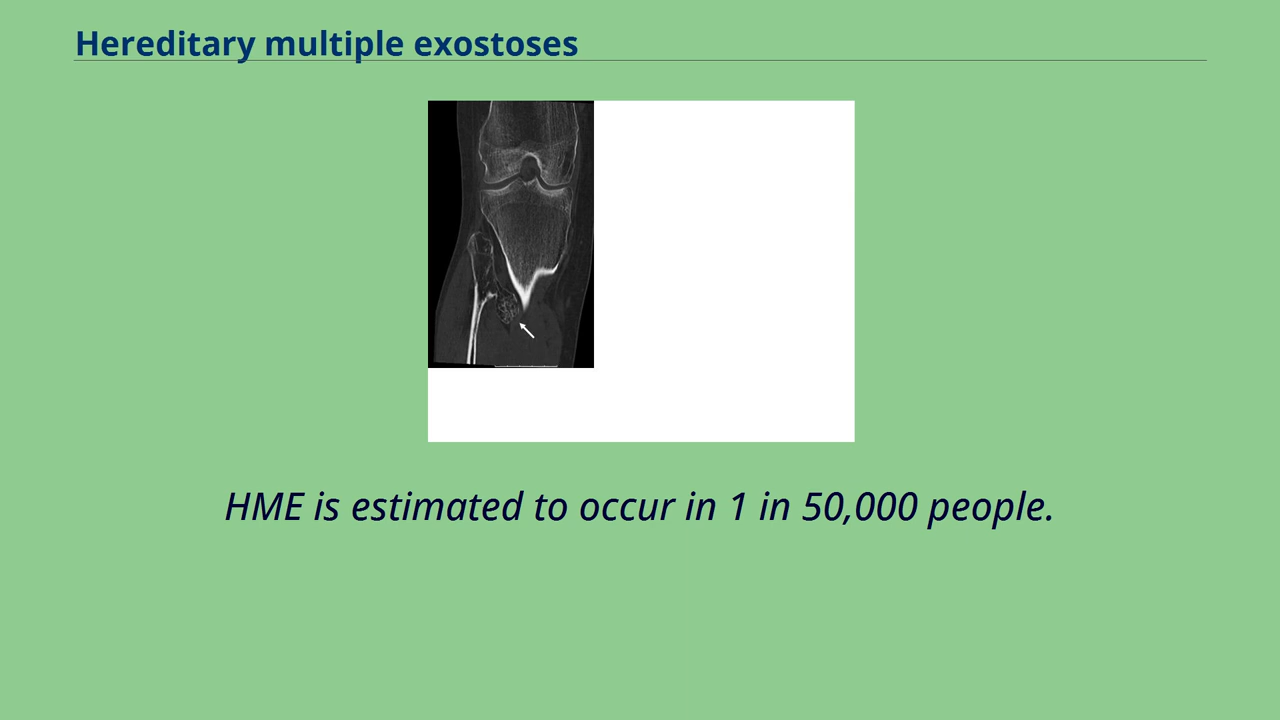 Hereditary multiple exostoses
HME is estimated to occur in 1 in 50,000 people.